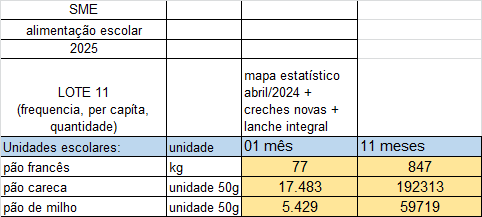 SME
alimentação escolar
2025
LOTE 11
(frequencia, per capíta,
quantidade)
mapa estatístico
abril/2024 +
creches novas +
lanche integral
Unidades escolares: unidade 01 mês 11 meses
pão francês kg 77 847
pão careca unidade 50g 17.483 192313
pão de milho unidade 50g 5.429 59719